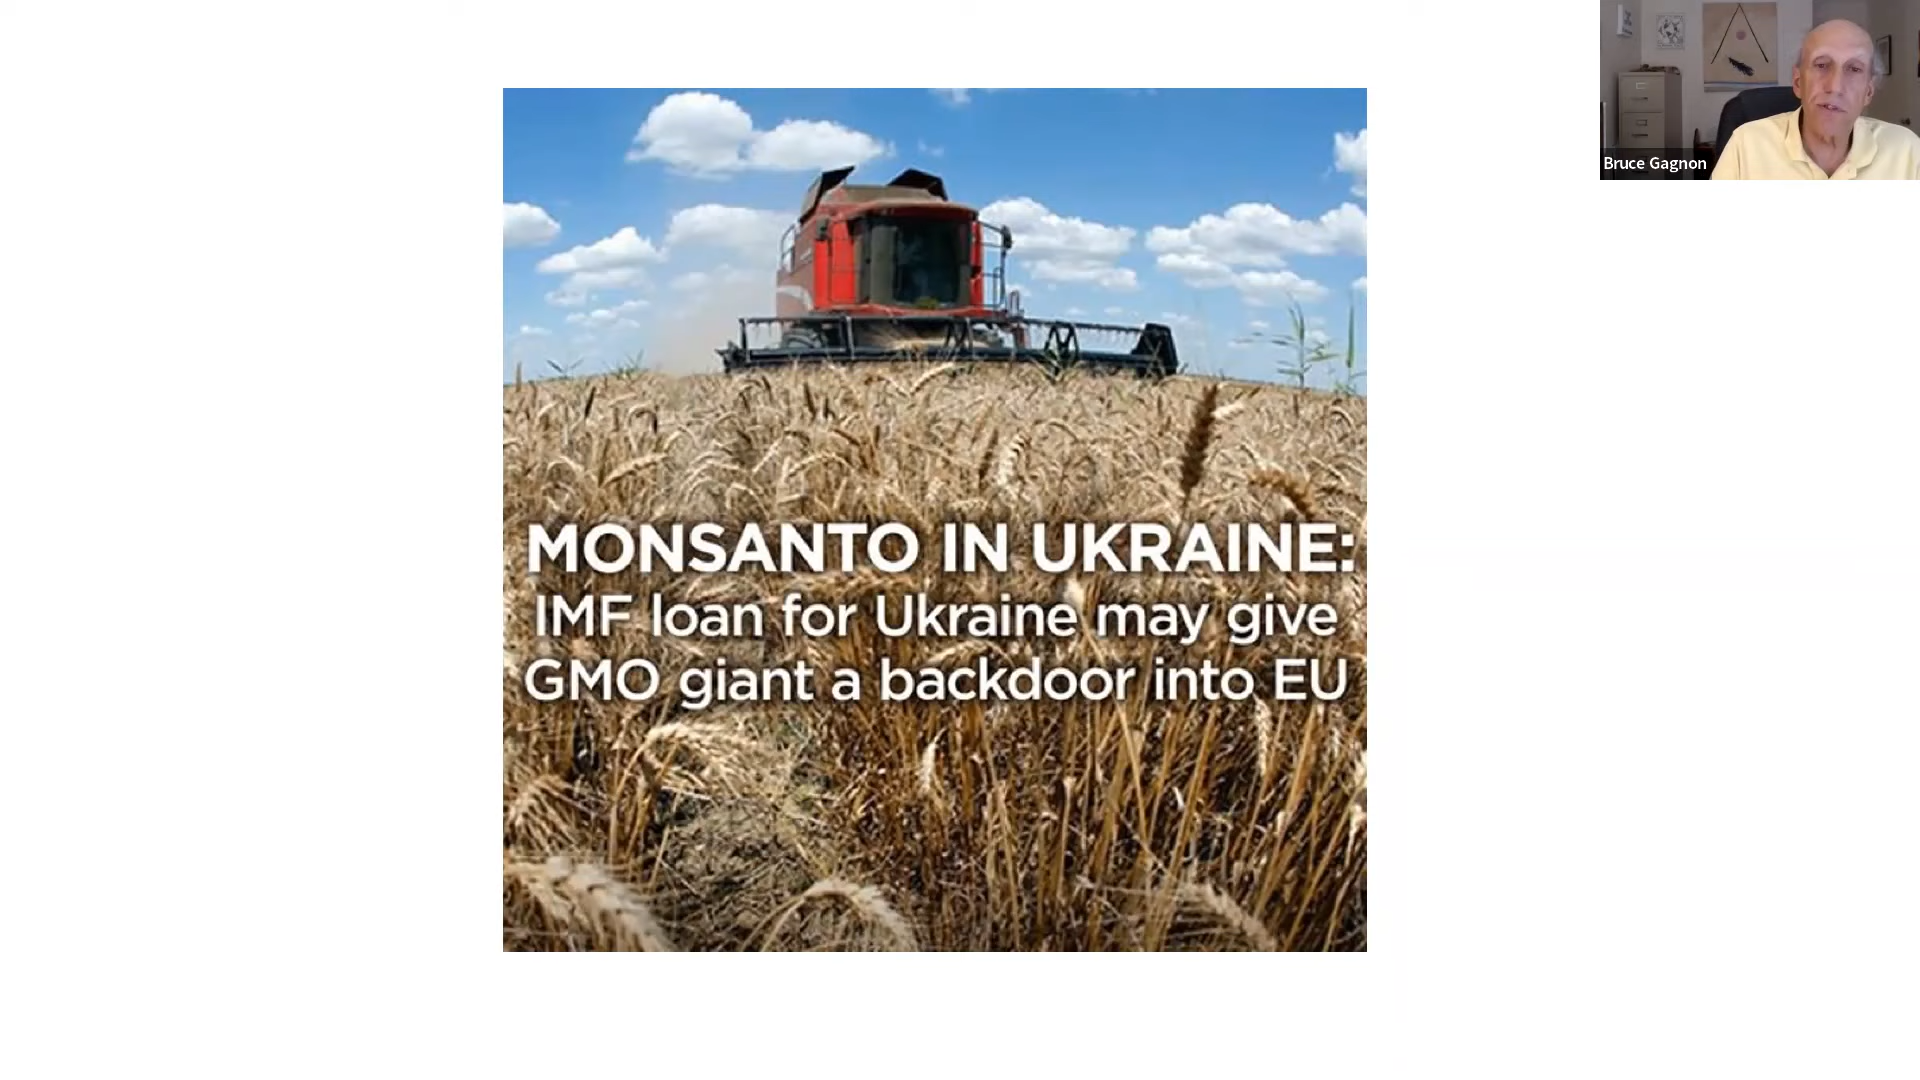 Bruce Gagnon
MONSANTO IN UKRAINE:
IMF loan for Ukraine may give
GMO giant a backdoor into EU